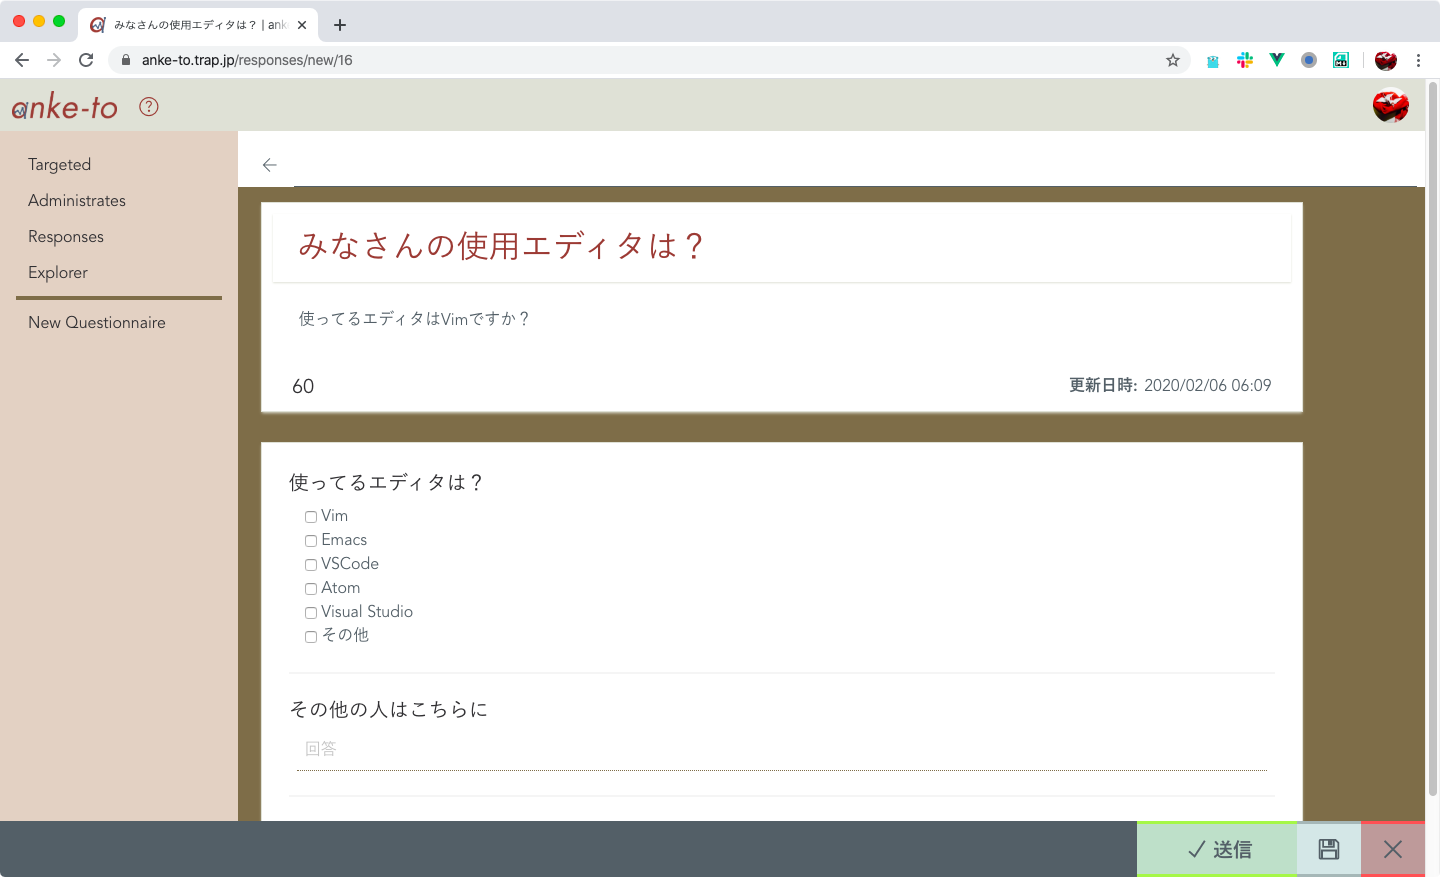 みなさんの使用エディタは？ | anke
anke-to.trap.jp/responses/new/16
anke-to ?
Targeted
Administrates
Responses
Explorer
New Questionnaire
みなさんの使用エディタは？
使ってるエディタはVimですか？
60
更新日時: 2020/02/06 06:09
使ってるエディタは？
Vim
Emacs
VSCode
Atom
Visual Studio
その他
その他の人はこちらに
回答
送信